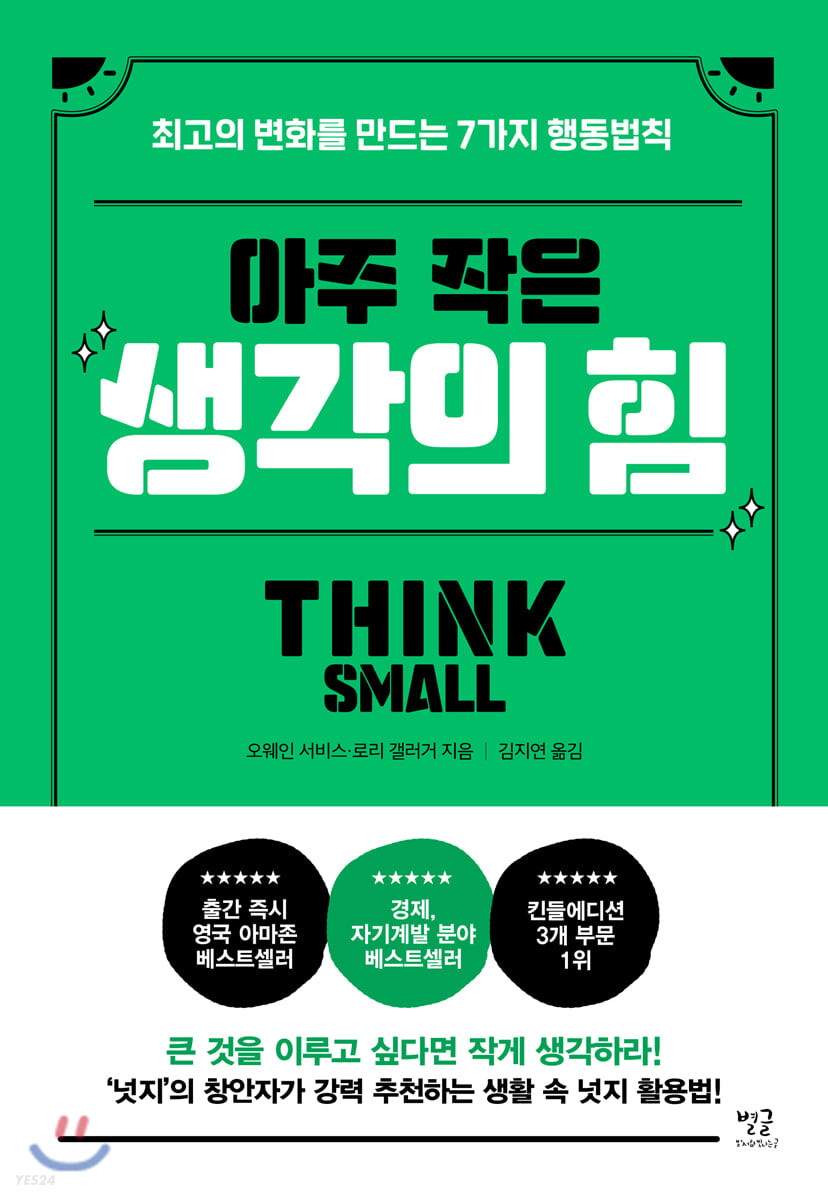 최고의 변화를 만드는 7가지 행동법칙
아주 작은
생각의 힘
THINK
SMALL
오웨인 서비스·로리 갤러거 지음 | 김지연 옮김
★★★★★
출간 즉시
영국 아마존
베스트셀러
★★★★★
경제,
자기계발 분야
베스트셀러
★★★★★
킨들에디션
3개 부문
1위
큰 것을 이루고 싶다면 작게 생각하라!
‘넛지’의 창안자가 강력 추천하는 생활 속 넛지 활용법!
별글
YES24